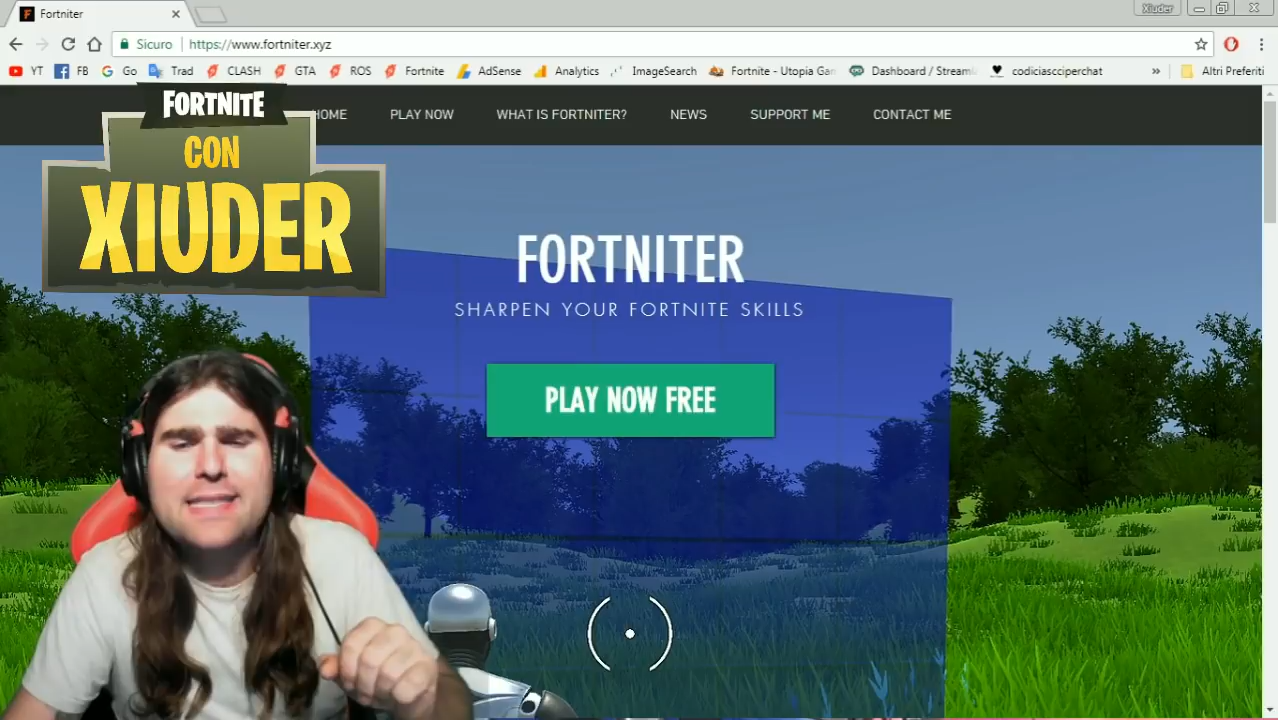 Fortniter
Xiuder
Sicuro
https://www.fortniter.xyz
YT
FB
Go
Trad
CLASH
GTA
ROS
Fortnite
AdSense
Analytics
ImageSearch
Fortnite - Utopia Gam
Dashboard / Streaml
codiciascciperchat
»
Altri Preferiti
HOME
PLAY NOW
WHAT IS FORTNITER?
NEWS
SUPPORT ME
CONTACT ME
FORTNITE
CON
XIUDER
FORTNITER
SHARPEN YOUR FORTNITE SKILLS
PLAY NOW FREE